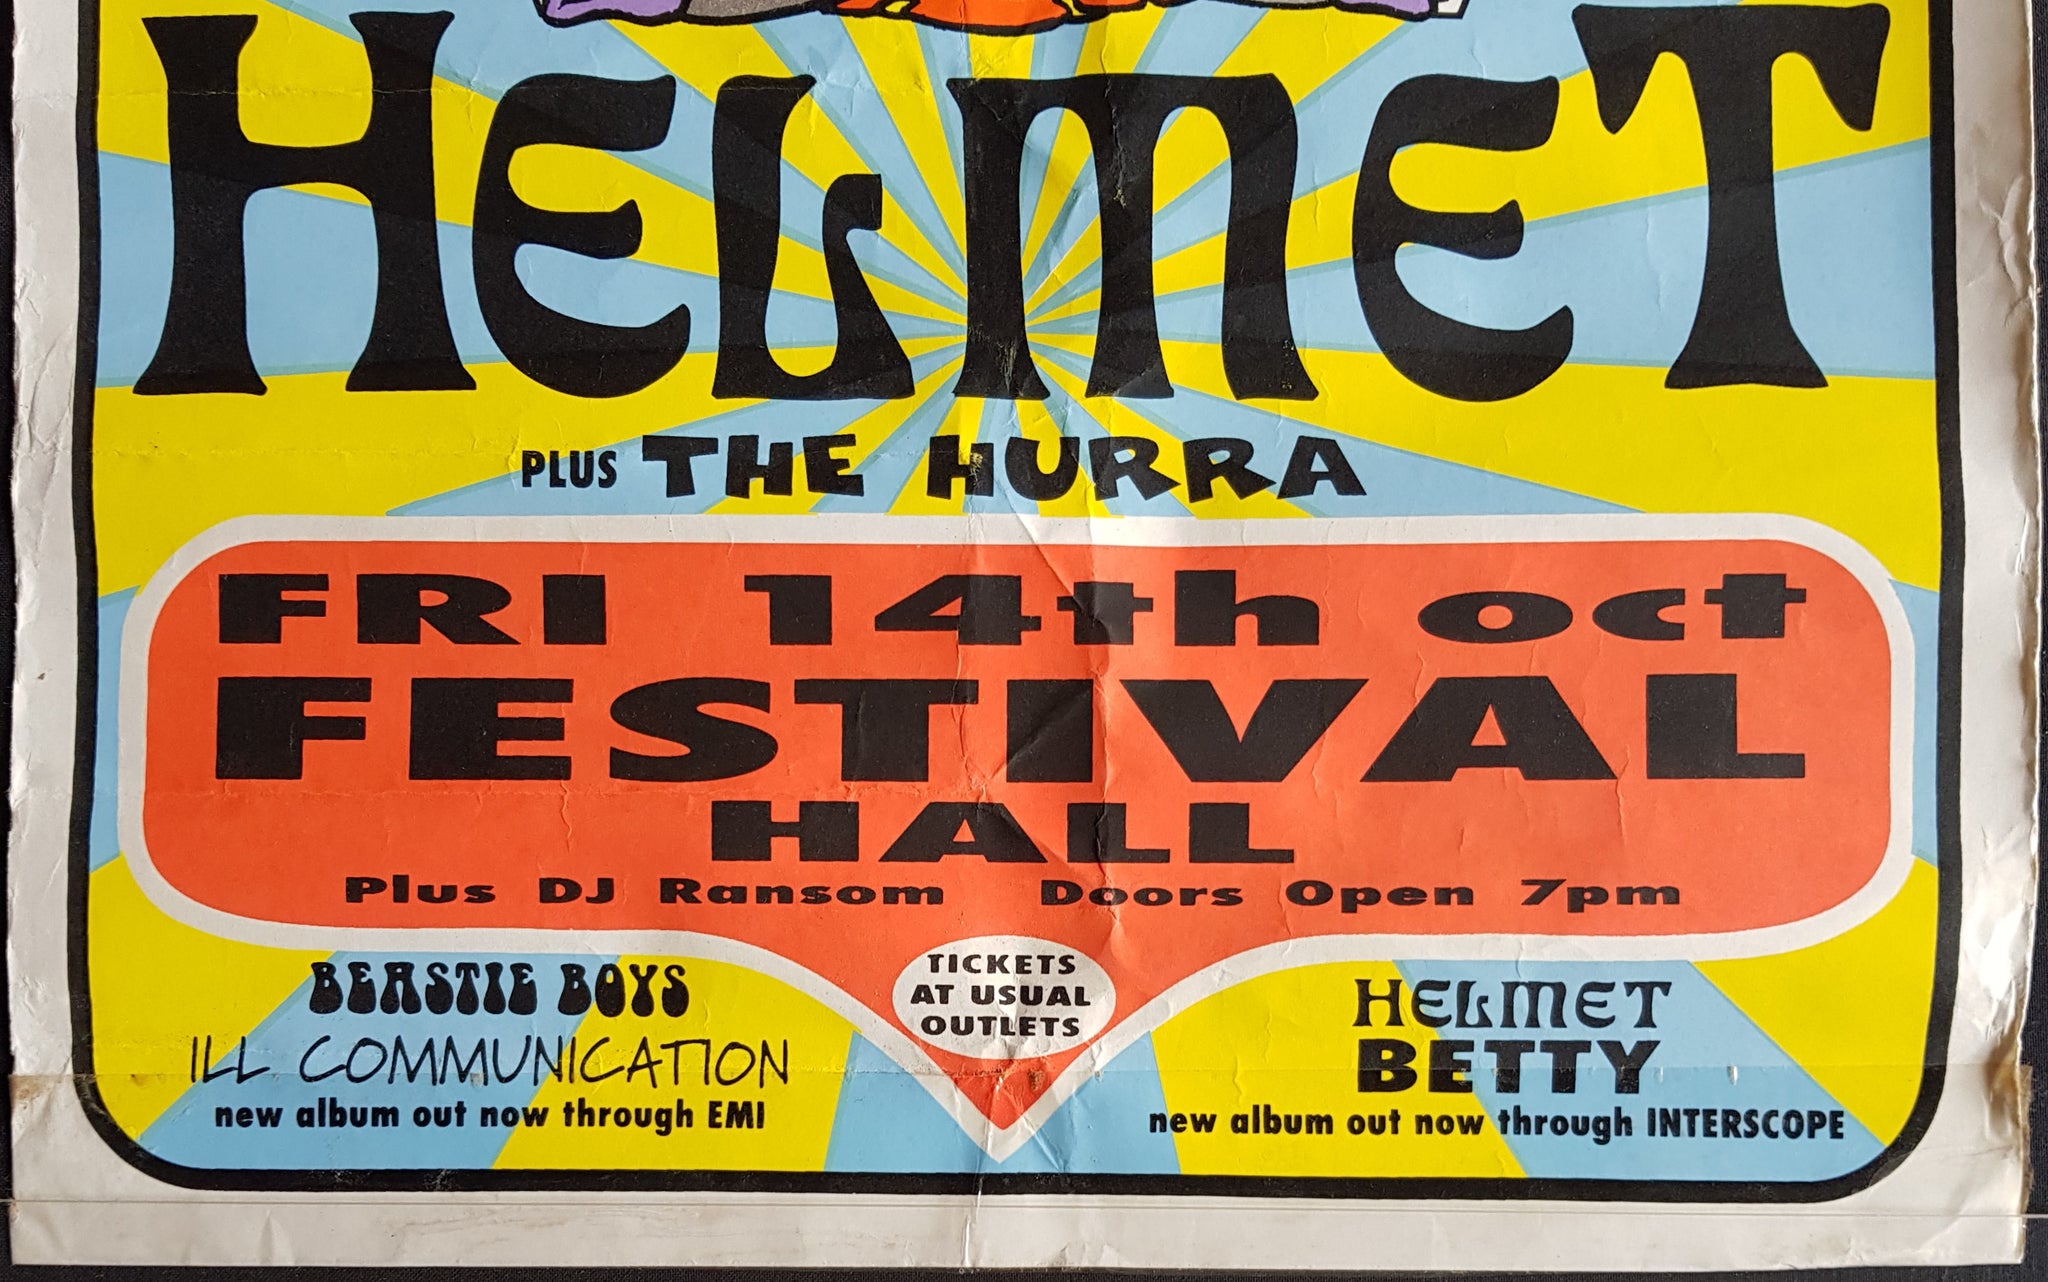 HELMET
PLUS THE HURRA
FRI 14th oct
FESTIVAL
HALL
Plus DJ Ransom Doors Open 7pm
TICKETS
AT USUAL
OUTLETS
BEASTIE BOYS
ILL COMMUNICATION
new album out now through EMI
HELMET
BETTY
new album out now through INTERSCOPE